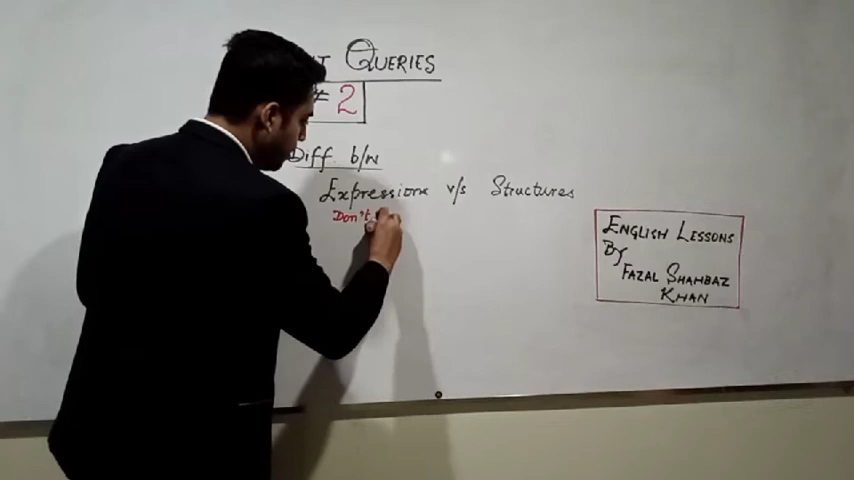 QUERIES
# 2
Diff. b/w
Expressions v/s Structures
Don't
ENGLISH LESSONS
By
FAZAL SHAHBAZ
KHAN